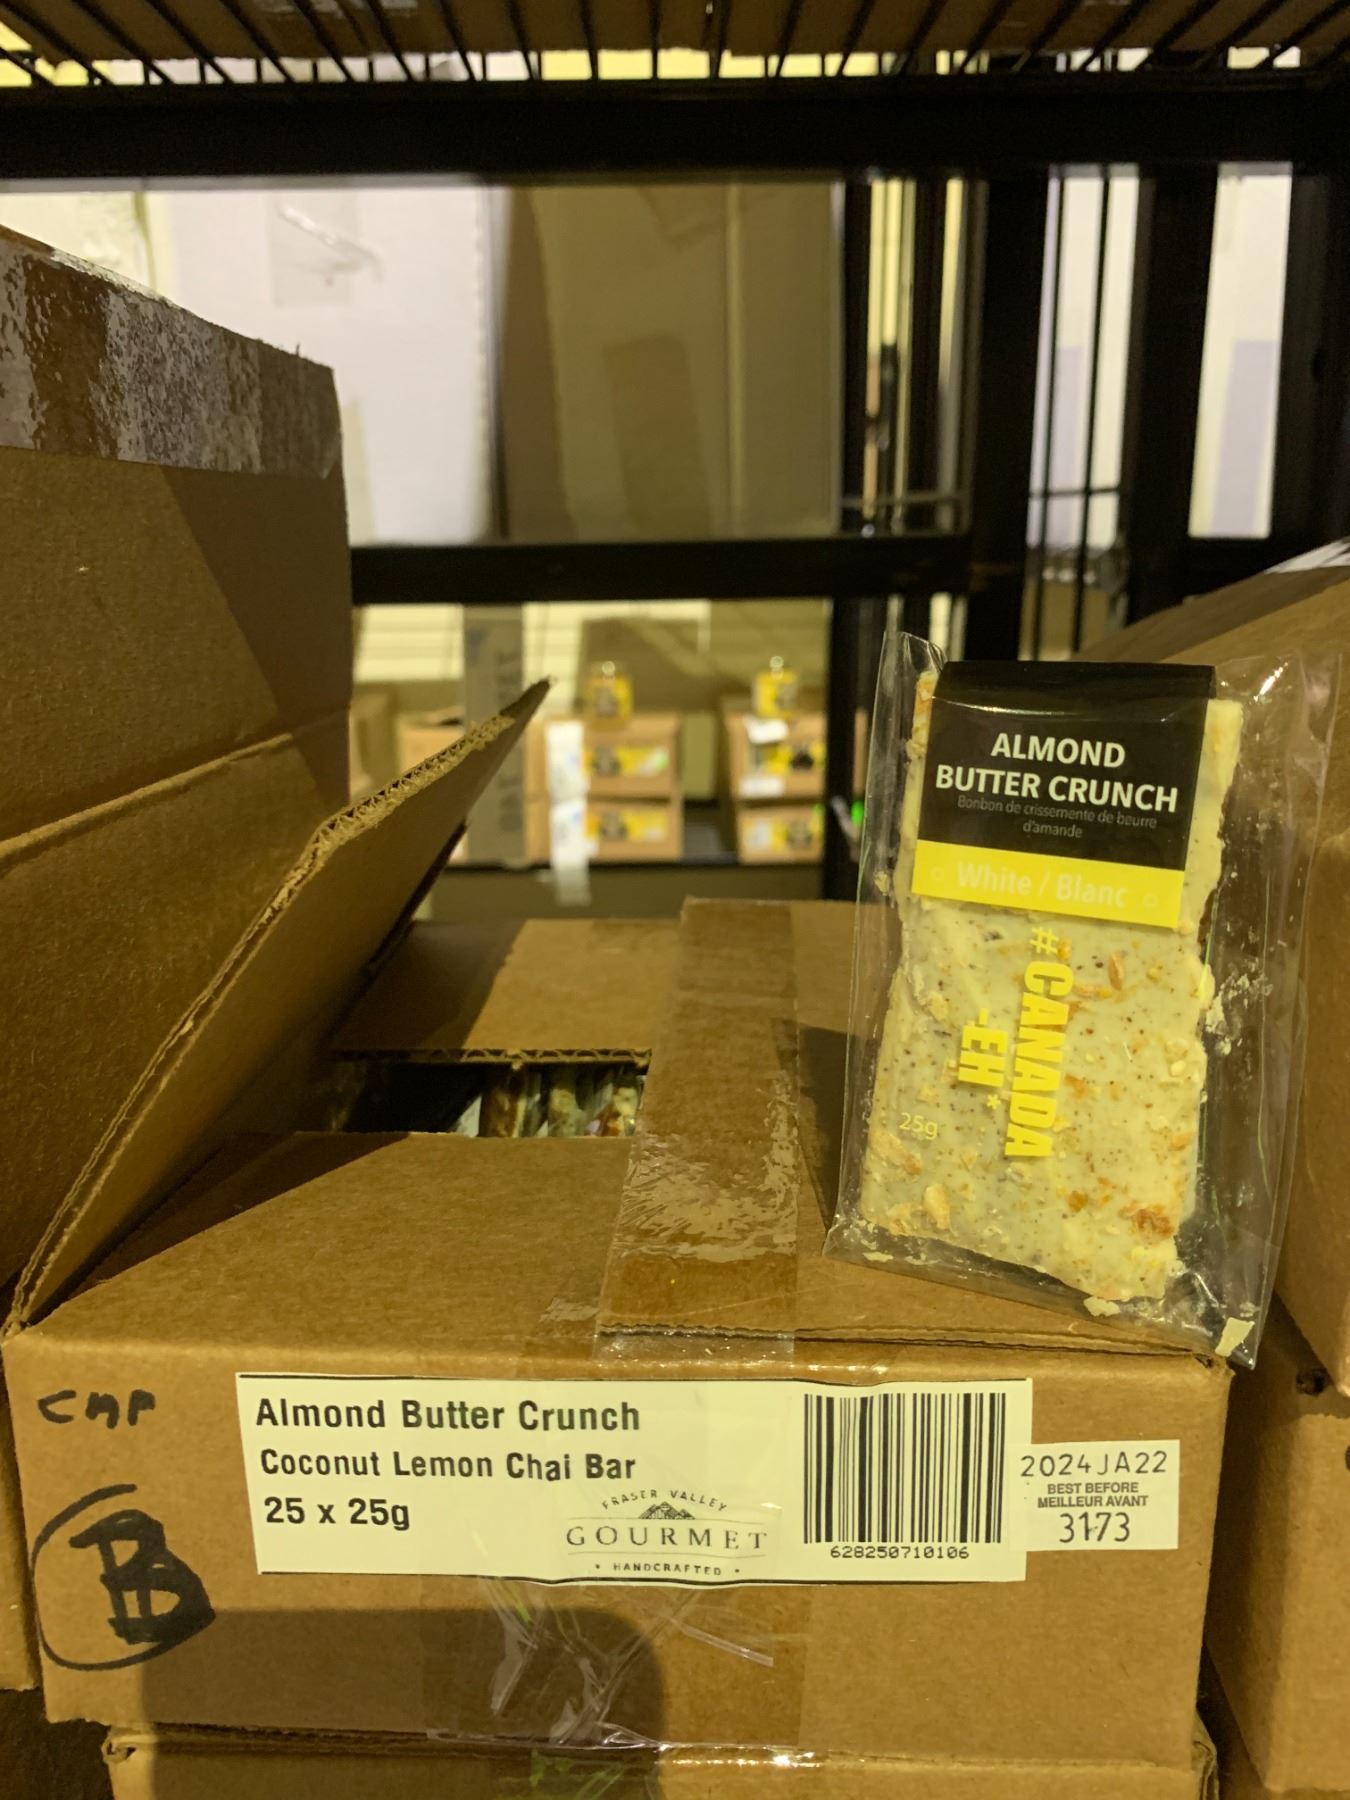 ALMOND
BUTTER CRUNCH
Bonbon de crissemente de beurre
d'amande
White / Blanc
#CANADA
-EH*
25g
CMP
B
Almond Butter Crunch
Coconut Lemon Chai Bar
25 x 25g
FRASER VALLEY
GOURMET
• HANDCRAFTED •
628250710106
2024JA22
BEST BEFORE
MEILLEUR AVANT
3173